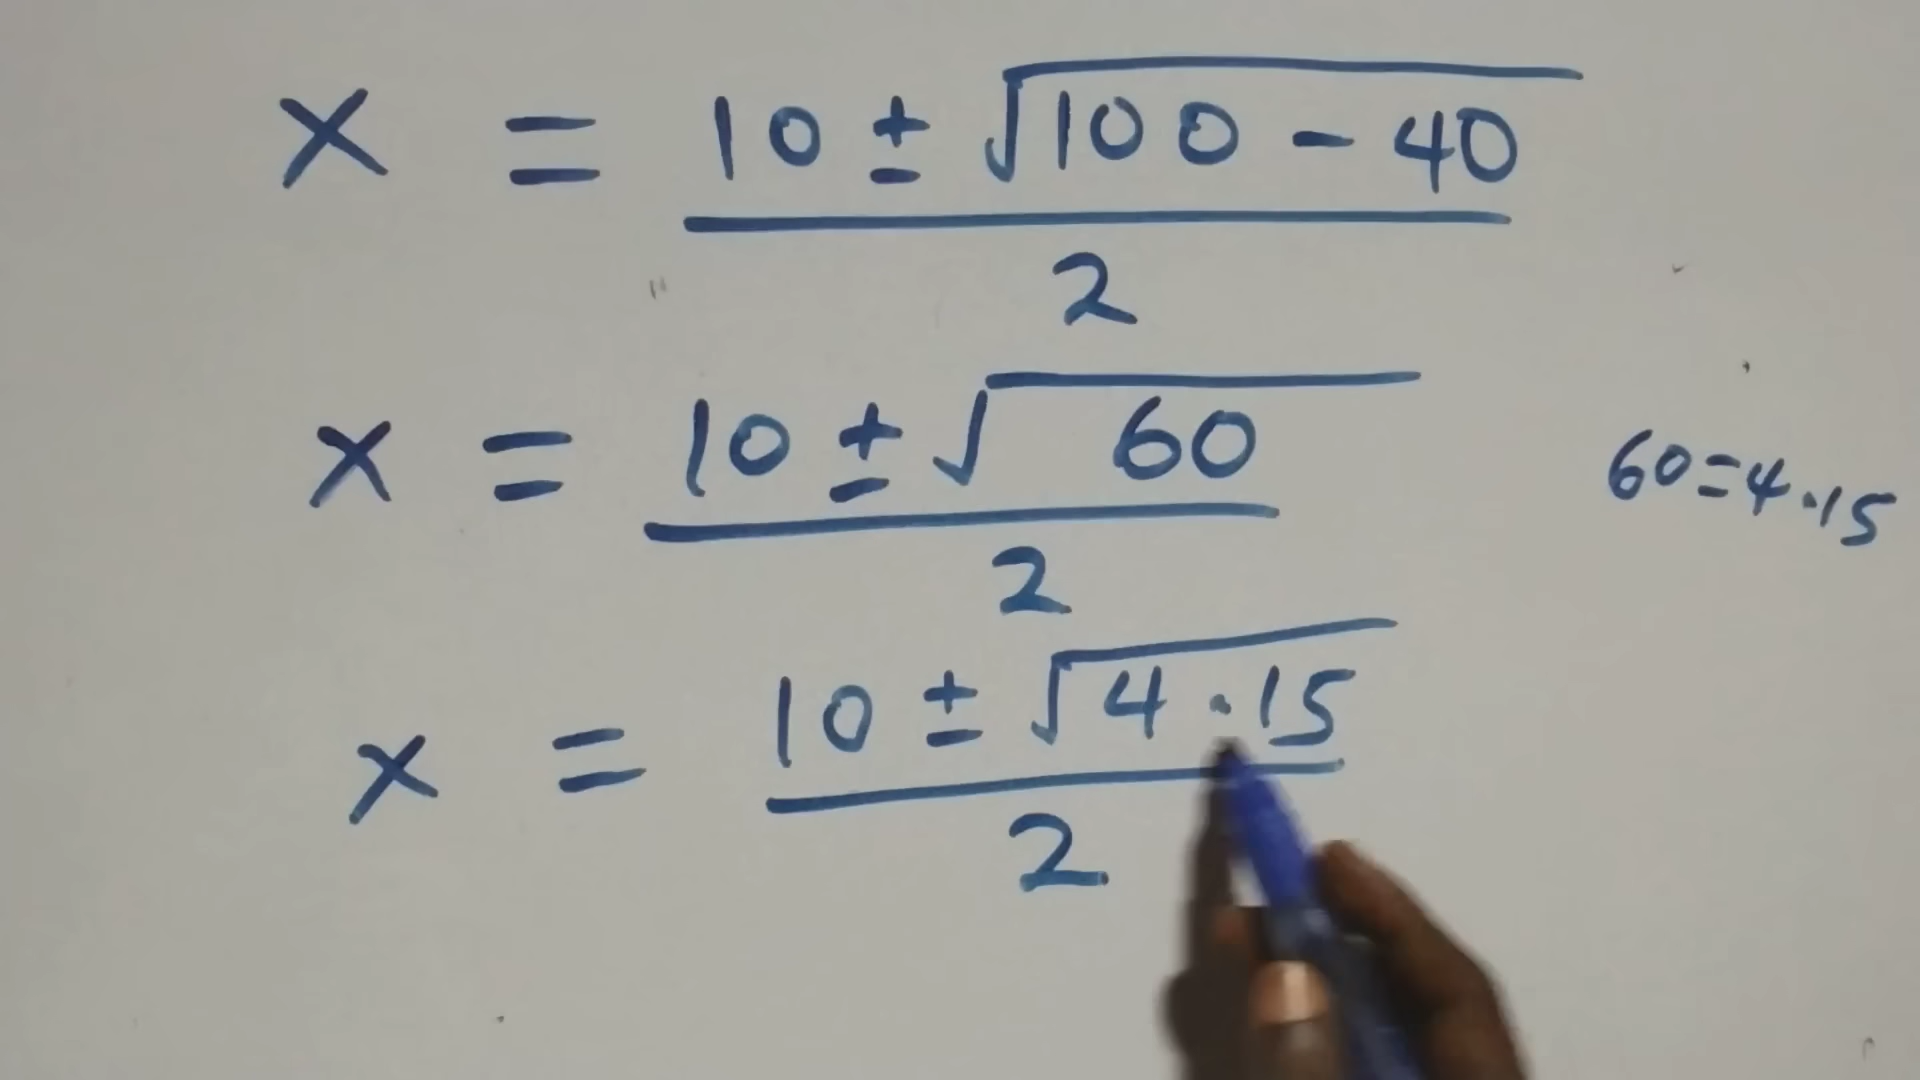 x = (10 ± √(100 - 40)) / 2
x = (10 ± √60) / 2
60 = 4 · 15
x = (10 ± √(4 · 15)) / 2